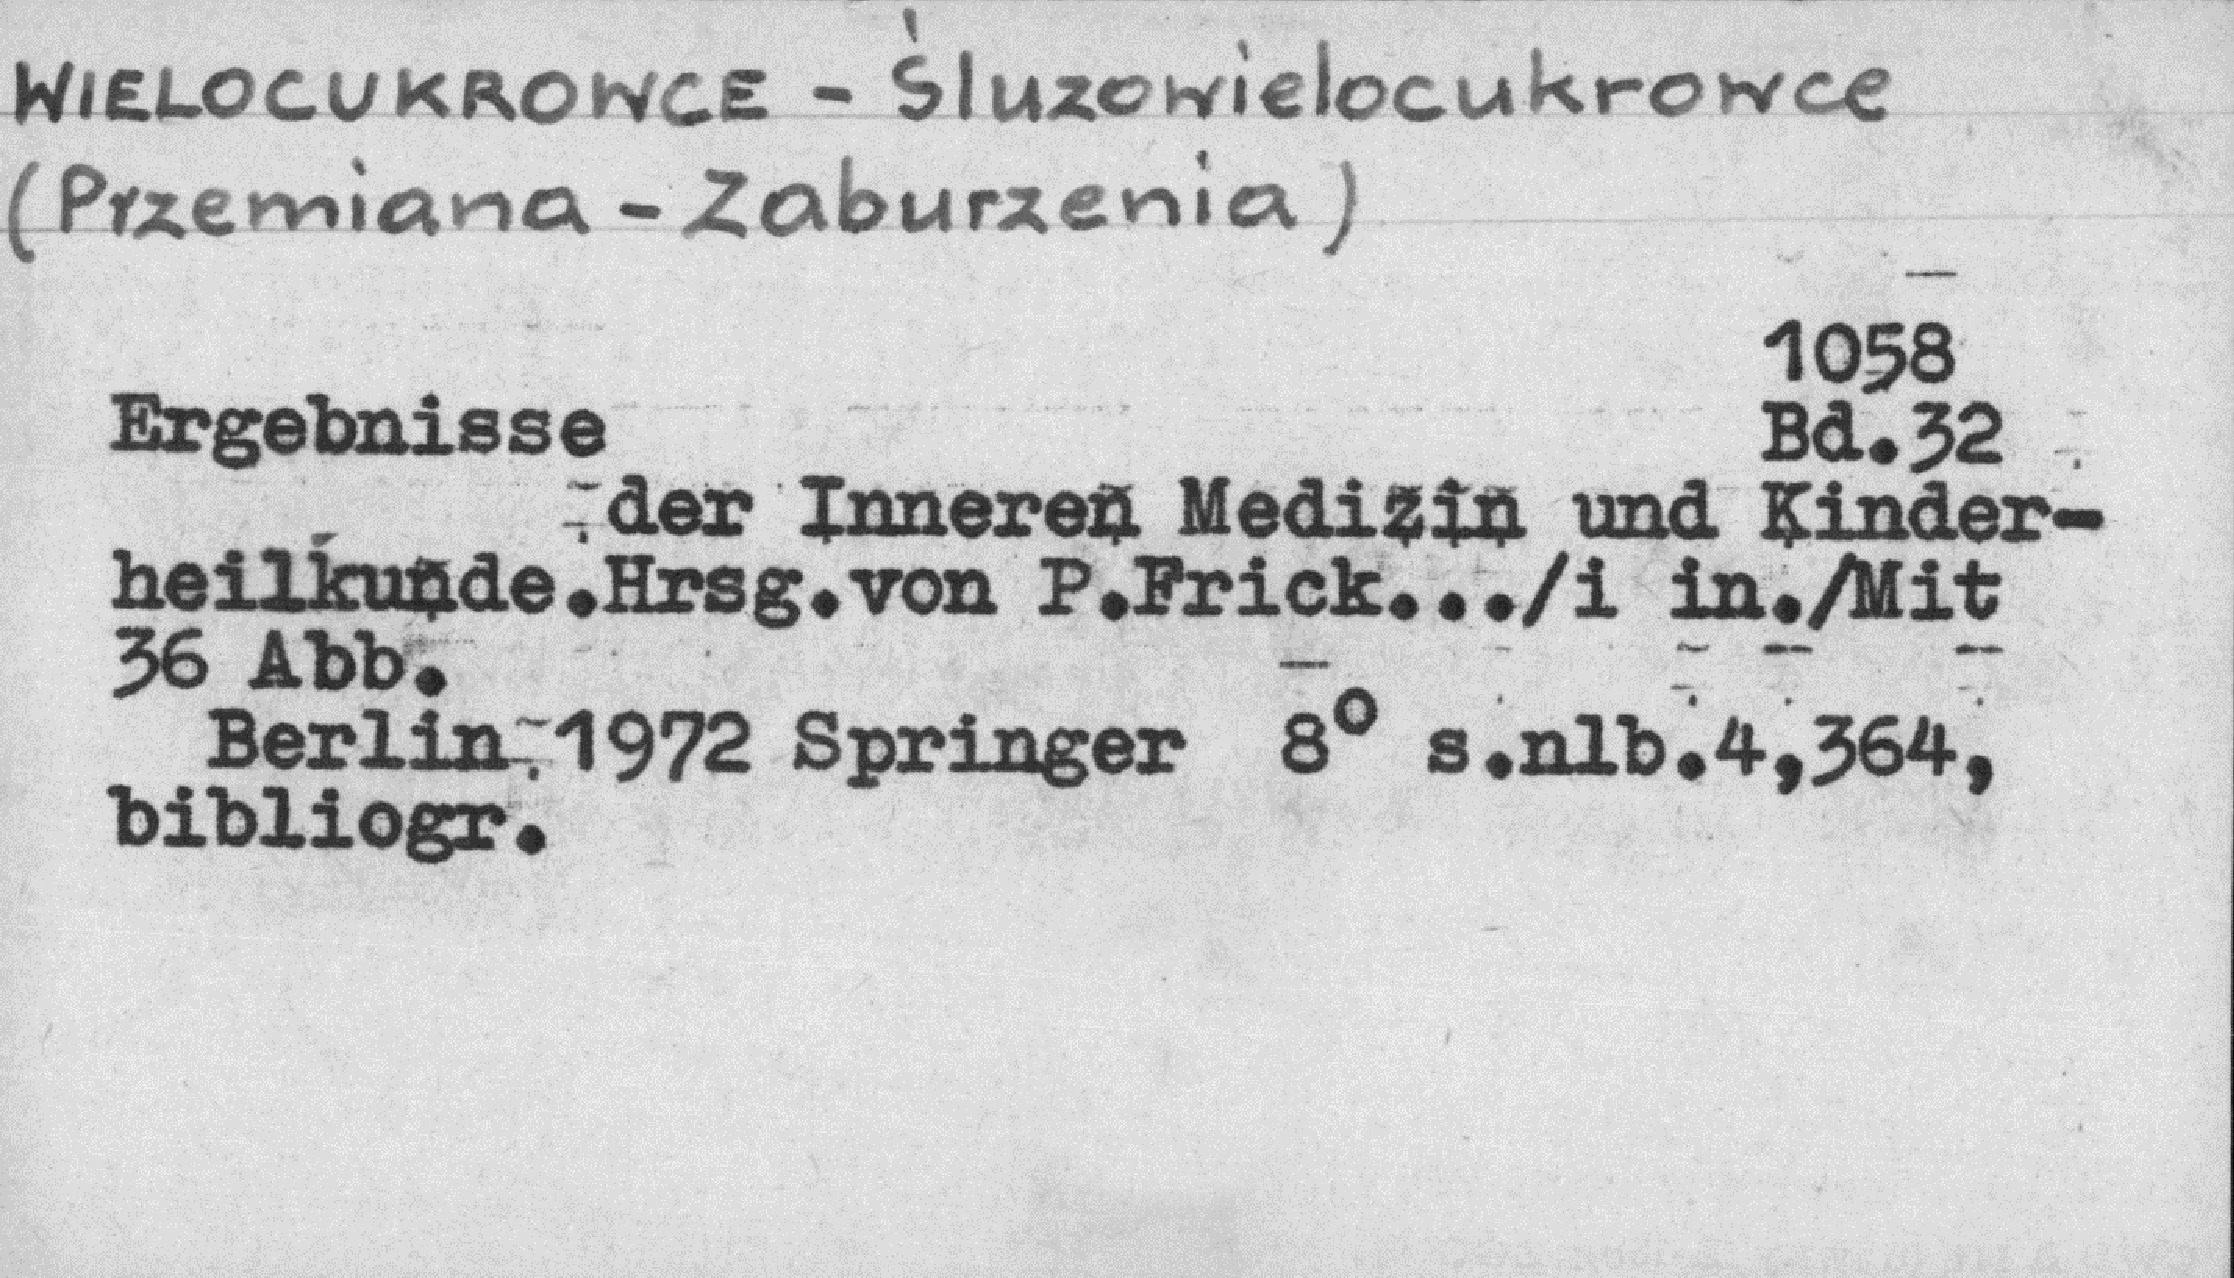 WIELOCUKROWCE - Śluzowielocukrowce
(Przemiana - Zaburzenia)
1058
Ergebnisse Bd.32
der Inneren Medizin und Kinder-
heilkunde.Hrsg.von P.Frick.../i in./Mit
36 Abb.
Berlin 1972 Springer 8° s.nlb.4,364,
bibliogr.